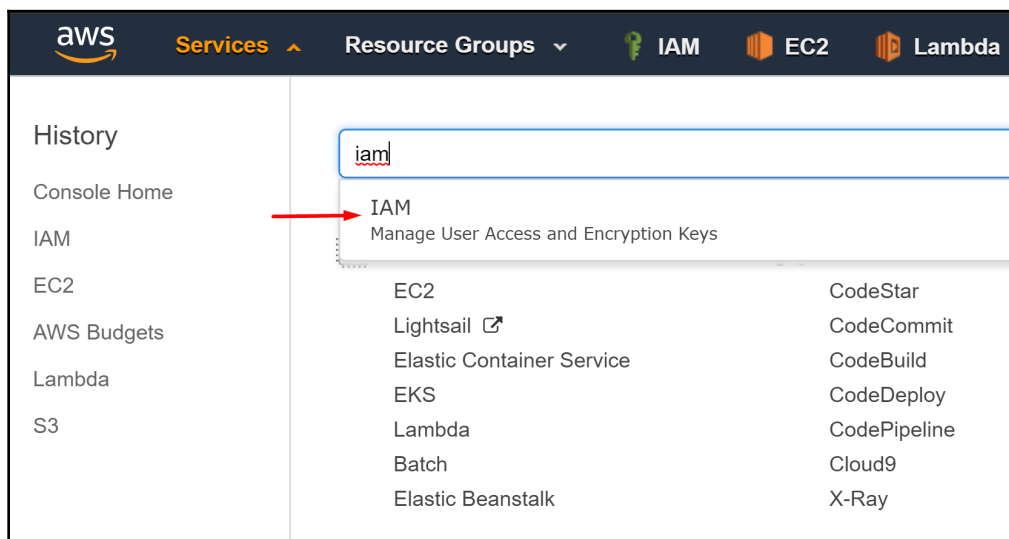 aws Services Resource Groups IAM EC2 Lambda
History
Console Home
IAM
EC2
AWS Budgets
Lambda
S3
iam
IAM
Manage User Access and Encryption Keys
EC2
Lightsail
Elastic Container Service
EKS
Lambda
Batch
Elastic Beanstalk
CodeStar
CodeCommit
CodeBuild
CodeDeploy
CodePipeline
Cloud9
X-Ray